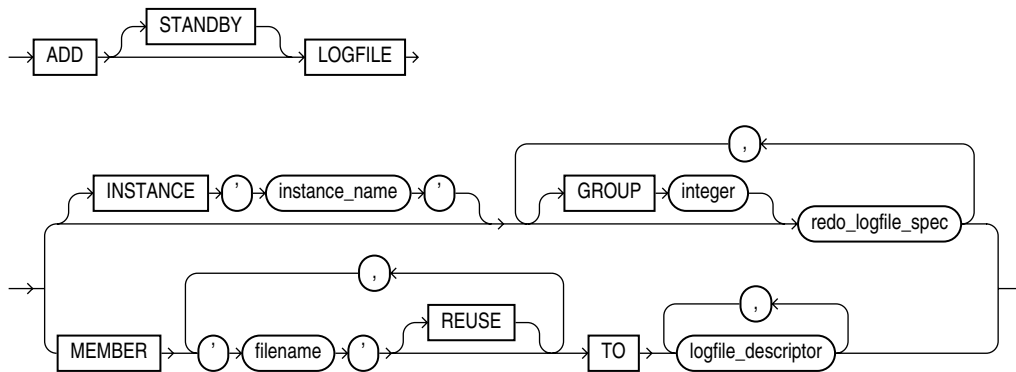 STANDBY
ADD LOGFILE
,
INSTANCE ’ instance_name ’ GROUP integer
redo_logfile_spec
, ,
REUSE
MEMBER ’ filename ’ TO logfile_descriptor